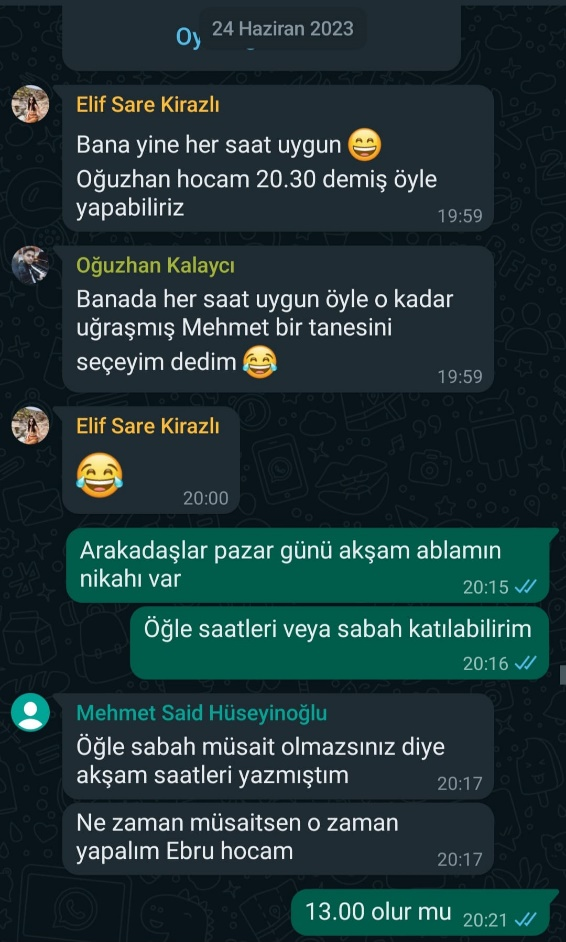 24 Haziran 2023
Elif Sare Kirazlı
Bana yine her saat uygun 😄
Oğuzhan hocam 20.30 demiş öyle
yapabiliriz
19:59
Oğuzhan Kalaycı
Banada her saat uygun öyle o kadar
uğraşmış Mehmet bir tanesini
seçeyim dedim 😂
19:59
Elif Sare Kirazlı
😂
20:00
Arakadaşlar pazar günü akşam ablamın
nikahı var
20:15
Öğle saatleri veya sabah katılabilirim
20:16
Mehmet Said Hüseyinoğlu
Öğle sabah müsait olmazsınız diye
akşam saatleri yazmıştım
20:17
Ne zaman müsaitsen o zaman
yapalım Ebru hocam
20:17
13.00 olur mu
20:21